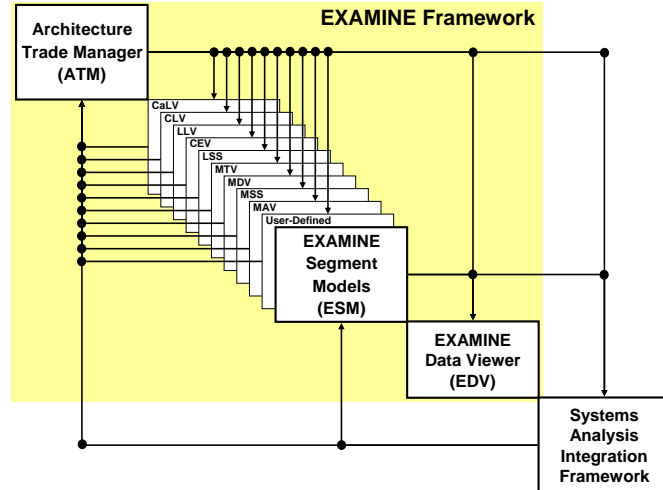 EXAMINE Framework
Architecture
Trade Manager
(ATM)
CaLV
CLV
LLV
CEV
LSS
MTV
MDV
MSS
MAV
User-Defined
EXAMINE
Segment
Models
(ESM)
EXAMINE
Data Viewer
(EDV)
Systems
Analysis
Integration
Framework